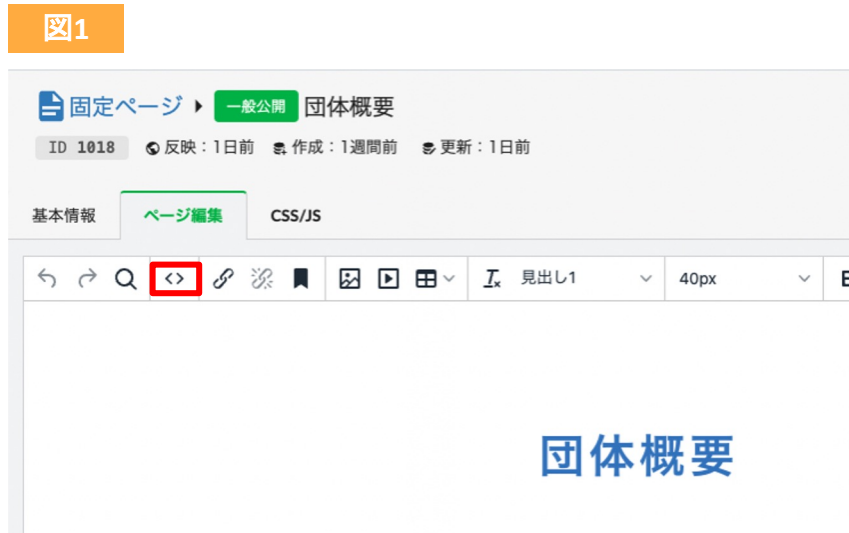 図1
固定ページ 一般公開 団体概要
ID 1018 反映：1日前 作成：1週間前 更新：1日前
基本情報 ページ編集 CSS/JS
見出し1 40px
団体概要